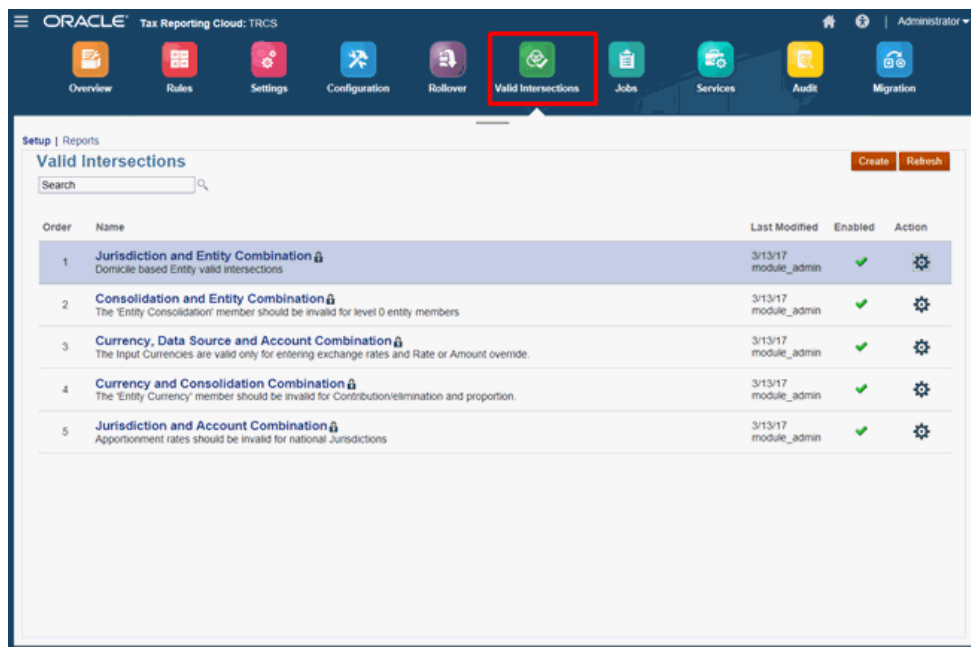 ORACLE® Tax Reporting Cloud: TRCS Administrator
Overview Rules Settings Configuration Rollover Valid Intersections Jobs Services Audit Migration
Setup | Reports
Valid Intersections Create Refresh
Search
Order Name Last Modified Enabled Action
1 Jurisdiction and Entity Combination 3/13/17
Domicile based Entity valid intersections module_admin
2 Consolidation and Entity Combination 3/13/17
The 'Entity Consolidation' member should be invalid for level 0 entity members module_admin
3 Currency, Data Source and Account Combination 3/13/17
The Input Currencies are valid only for entering exchange rates and Rate or Amount override. module_admin
4 Currency and Consolidation Combination 3/13/17
The 'Entity Currency' member should be invalid for Contribution/elimination and proportion. module_admin
5 Jurisdiction and Account Combination 3/13/17
Apportionment rates should be invalid for national Jurisdictions module_admin